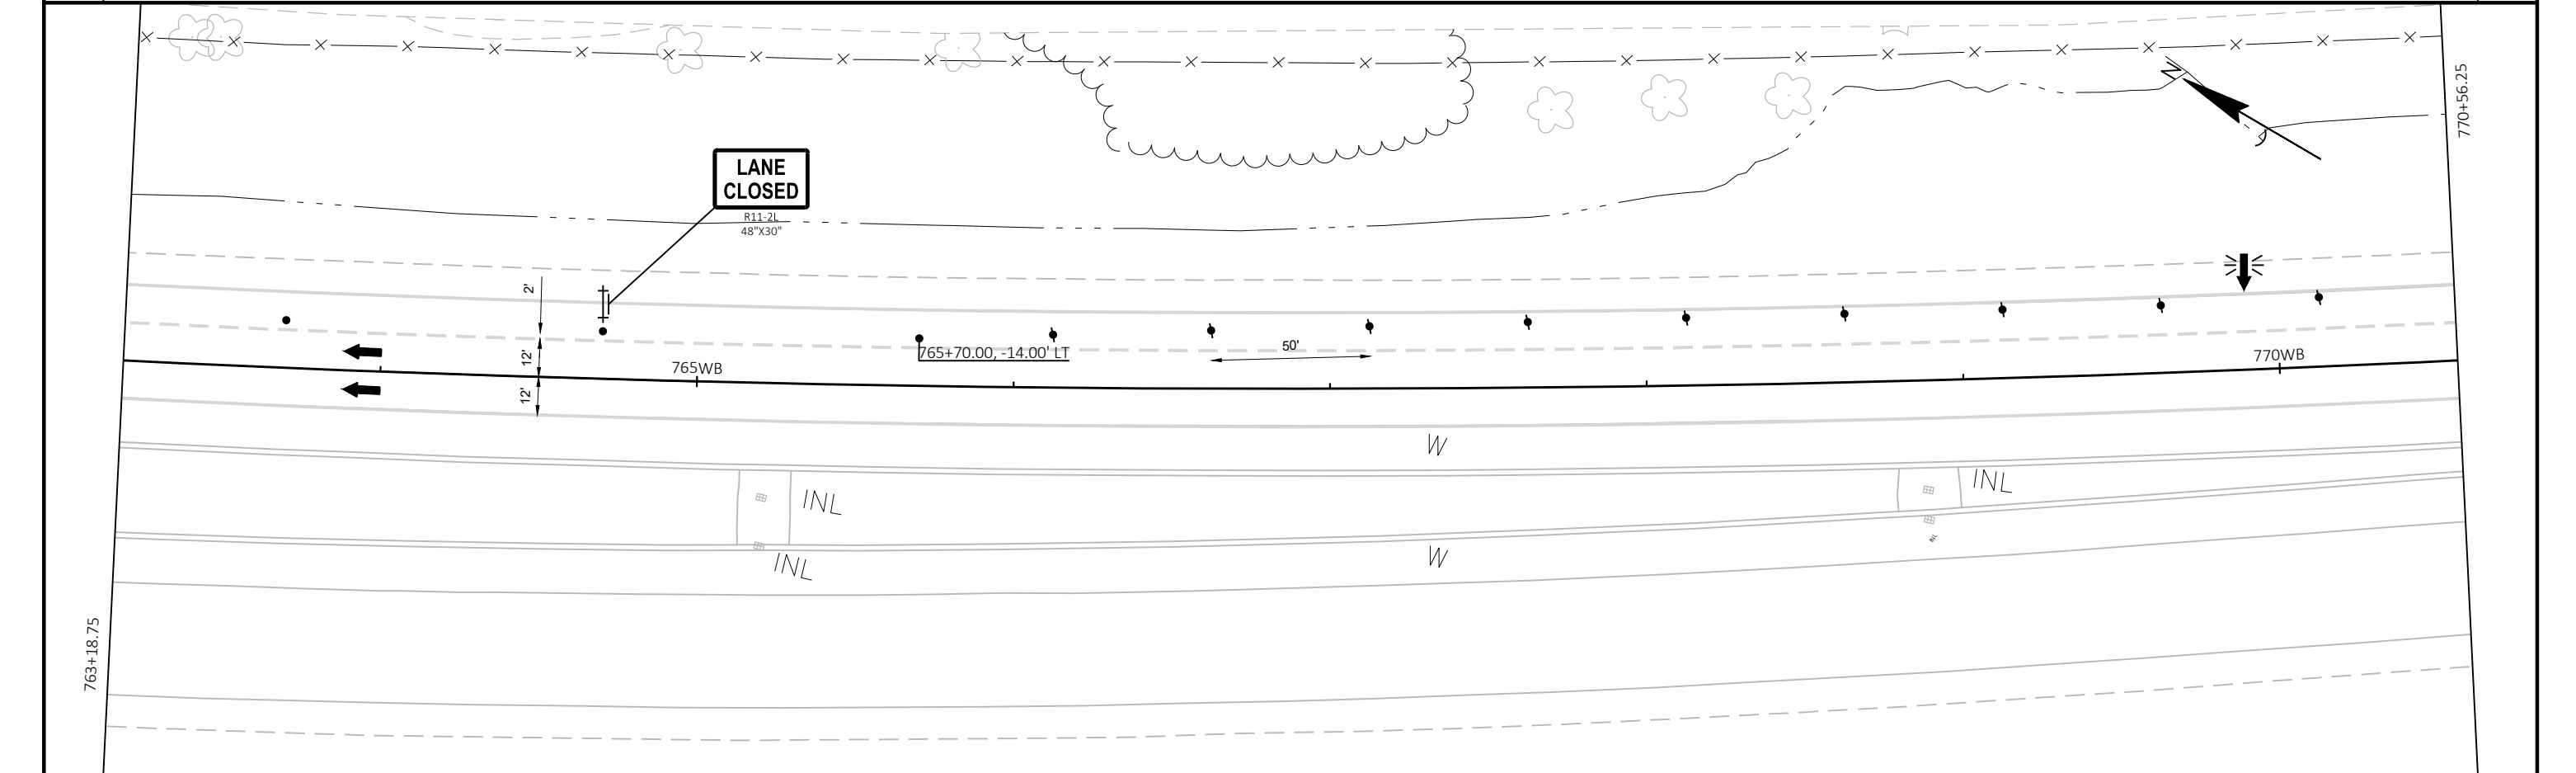 N
770+56.25
LANE
CLOSED
R11-2L
48"X30"
2'
12'
12'
765WB
765+70.00, -14.00' LT
50'
770WB
W
INL
INL
INL
W
INL
763+18.75